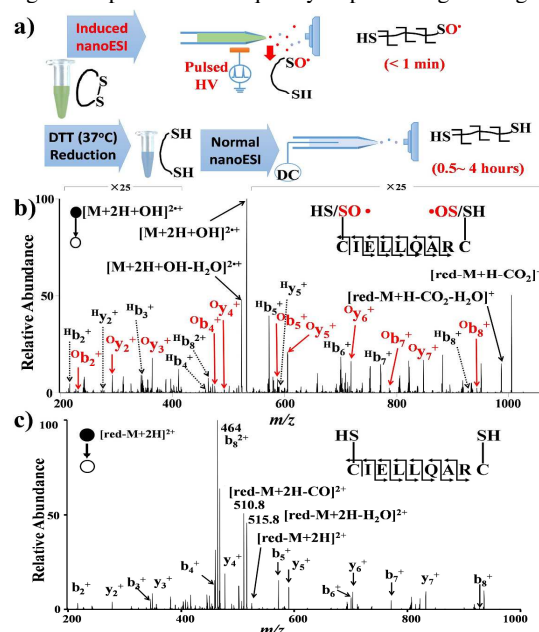 a)
Induced
nanoESI
Pulsed
HV
SO•
SH
HS
SO•
(< 1 min)
S
S
DTT (37°C)
Reduction
SH
SH
Normal
nanoESI
DC
HS
SH
(0.5~ 4 hours)
×25
×25
b)
[M+2H+OH]2•+
[M+2H+OH]2•+
[M+2H+OH-H2O]2•+
HS/SO •
•OS/SH
CIELLQARC
[red-M+H-CO2]+
[red-M+H-CO2-H2O]+
Relative Abundance
100
50
0
Hb2+
Ob2+
Hy2+
Oy2+
Hb3+
Oy3+
Hb4+
Hb82+
Ob4+
Oy4+
Hb5+
Ob5+
Hy5+
Oy5+
Hb6+
Oy6+
Hb7+
Ob7+
Oy7+
Hb8+
Ob8+
200
400
600
800
1000
m/z
c)
[red-M+2H]2+
464
b82+
HS
SH
CIELLQARC
[red-M+2H-CO]2+
510.8
515.8 [red-M+2H-H2O]2+
[red-M+2H]2+
Relative Abundance
100
50
0
b2+
y2+
b3+
y3+
b4+
y4+
b5+
y5+
b6+
y6+
b7+
y7+
b8+
200
400
600
800
1000
m/z